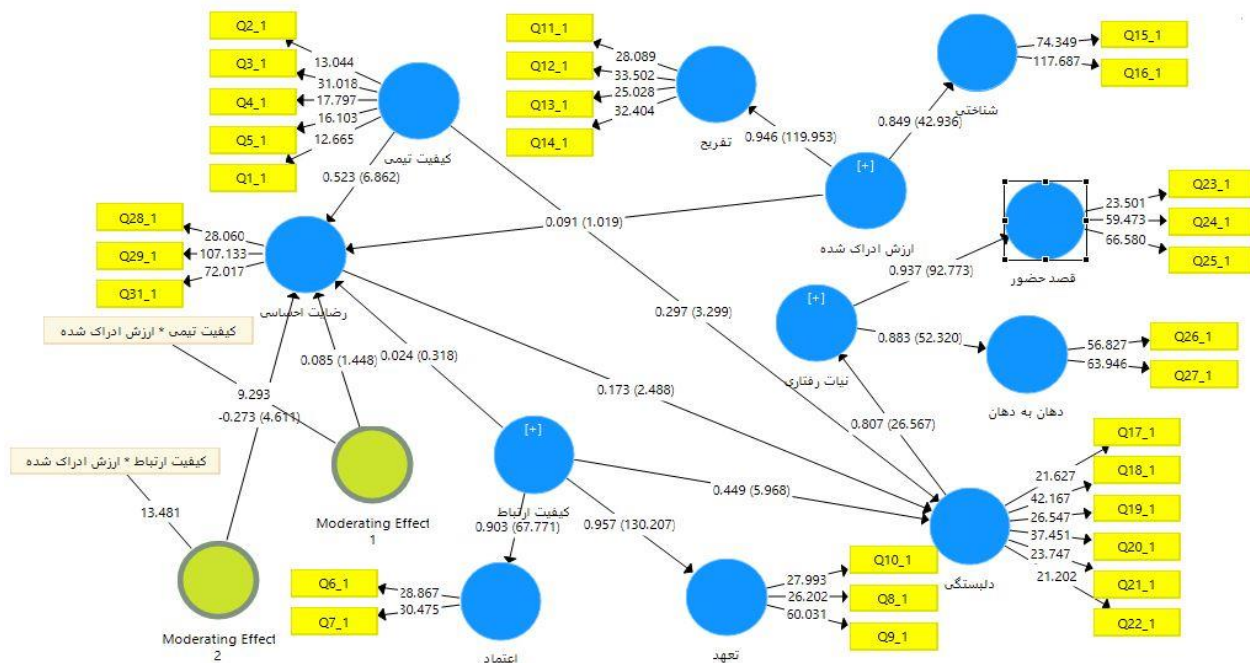 Q2_1
Q3_1
Q4_1
Q5_1
Q1_1
13.044
31.018
17.797
16.103
12.665
کیفیت تیمی
Q11_1
Q12_1
Q13_1
Q14_1
28.089
33.502
25.028
32.404
تفریح
Q15_1
Q16_1
74.349
117.687
شناختی
0.946 (119.953)
0.849 (42.936)
[+]
ارزش ادراک شده
0.523 (6.862)
0.091 (1.019)
Q28_1
Q29_1
Q31_1
28.060
107.133
72.017
رضایت احساسی
Q23_1
Q24_1
Q25_1
23.501
59.473
66.580
قصد حضور
0.937 (92.773)
[+]
نیات رفتاری
0.883 (52.320)
Q26_1
Q27_1
56.827
63.946
دهان به دهان
0.297 (3.299)
0.173 (2.488)
0.807 (26.567)
کیفیت تیمی * ارزش ادراک شده
0.085 (1.448)
0.024 (0.318)
9.293
-0.273 (4.611)
کیفیت ارتباط * ارزش ادراک شده
13.481
Moderating Effect
1
Moderating Effect
2
[+]
کیفیت ارتباط
0.449 (5.968)
0.903 (67.771)
0.957 (130.207)
Q6_1
Q7_1
28.867
30.475
اعتماد
Q10_1
Q8_1
Q9_1
27.993
26.202
60.031
تعهد
دلبستگی
Q17_1
Q18_1
Q19_1
Q20_1
Q21_1
Q22_1
21.627
42.167
26.547
37.451
23.747
21.202